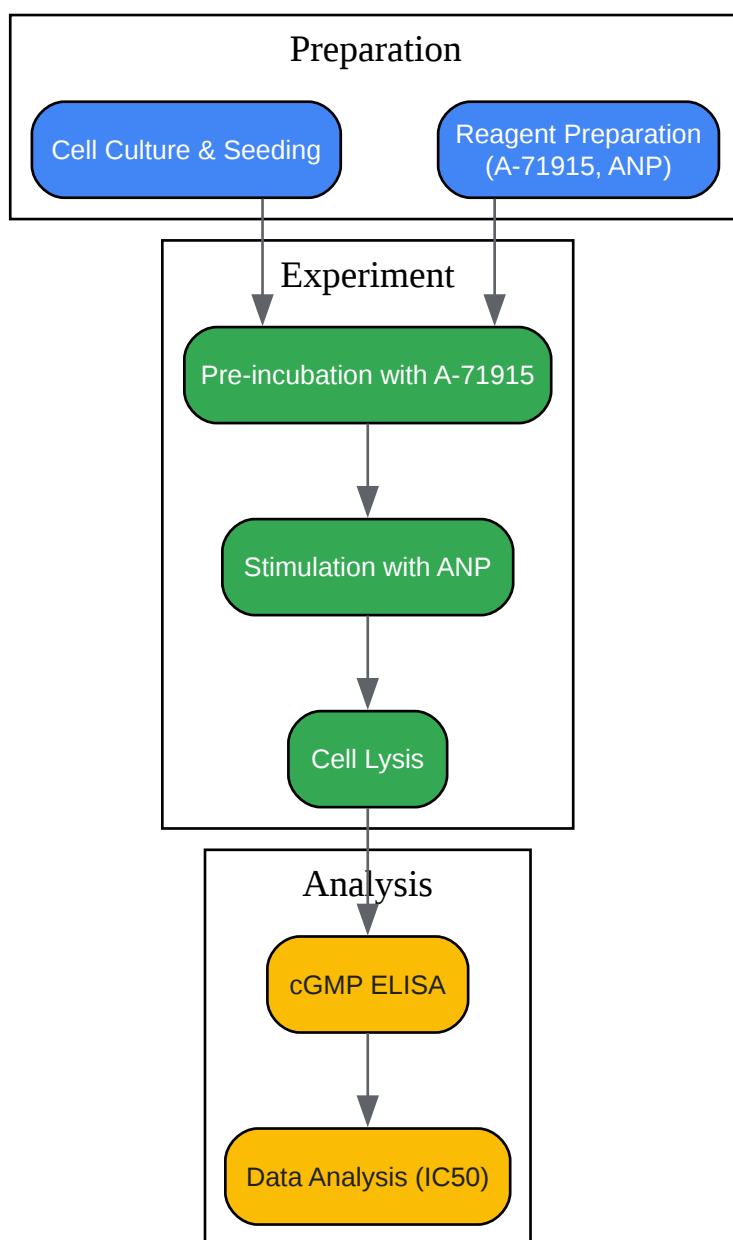 Preparation
Cell Culture & Seeding
Reagent Preparation
(A-71915, ANP)
Experiment
Pre-incubation with A-71915
Stimulation with ANP
Cell Lysis
Analysis
cGMP ELISA
Data Analysis (IC50)